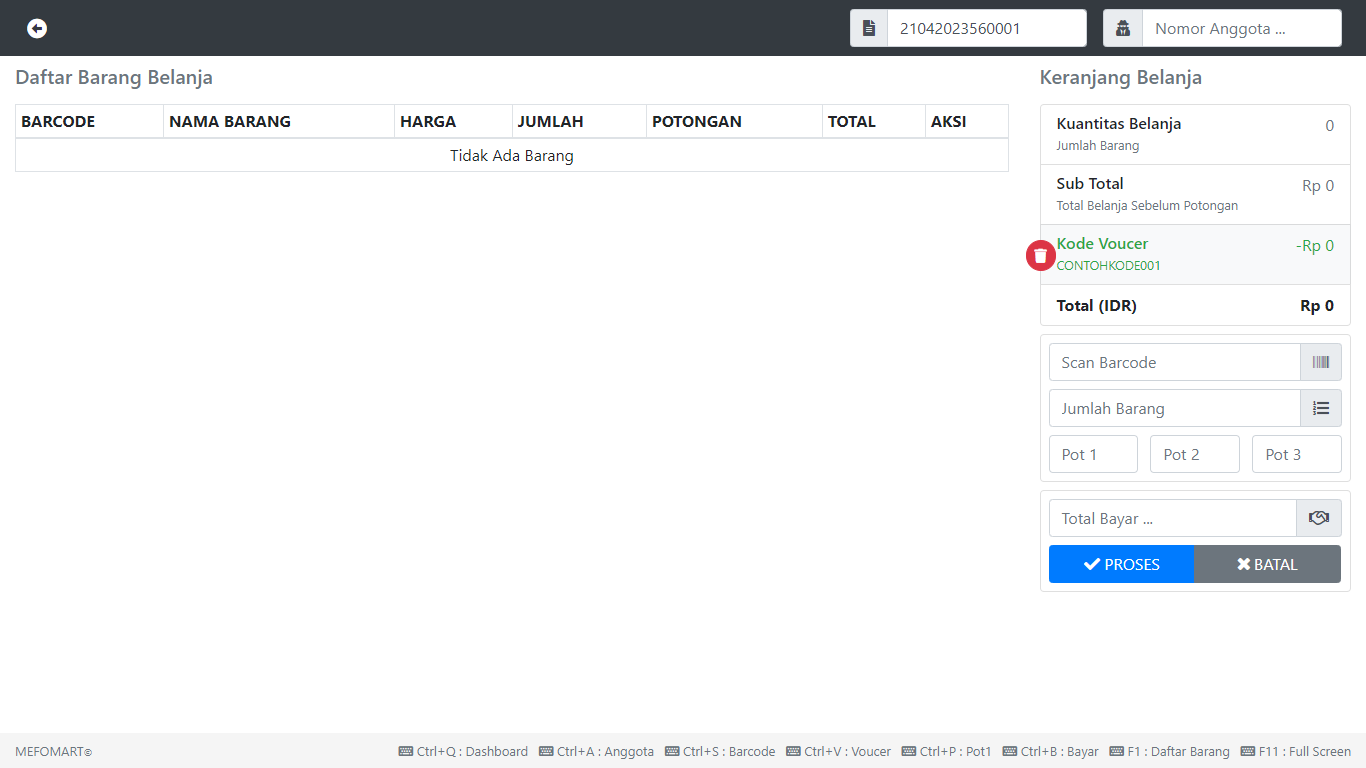 21042023560001
Nomor Anggota ...
Daftar Barang Belanja
BARCODE NAMA BARANG HARGA JUMLAH POTONGAN TOTAL AKSI
Tidak Ada Barang
Keranjang Belanja
Kuantitas Belanja 0
Jumlah Barang
Sub Total Rp 0
Total Belanja Sebelum Potongan
Kode Voucer -Rp 0
CONTOHKODE001
Total (IDR) Rp 0
Scan Barcode
Jumlah Barang
Pot 1 Pot 2 Pot 3
Total Bayar ...
PROSES BATAL
MEFOMART© Ctrl+Q : Dashboard Ctrl+A : Anggota Ctrl+S : Barcode Ctrl+V : Voucer Ctrl+P : Pot1 Ctrl+B : Bayar F1 : Daftar Barang F11 : Full Screen